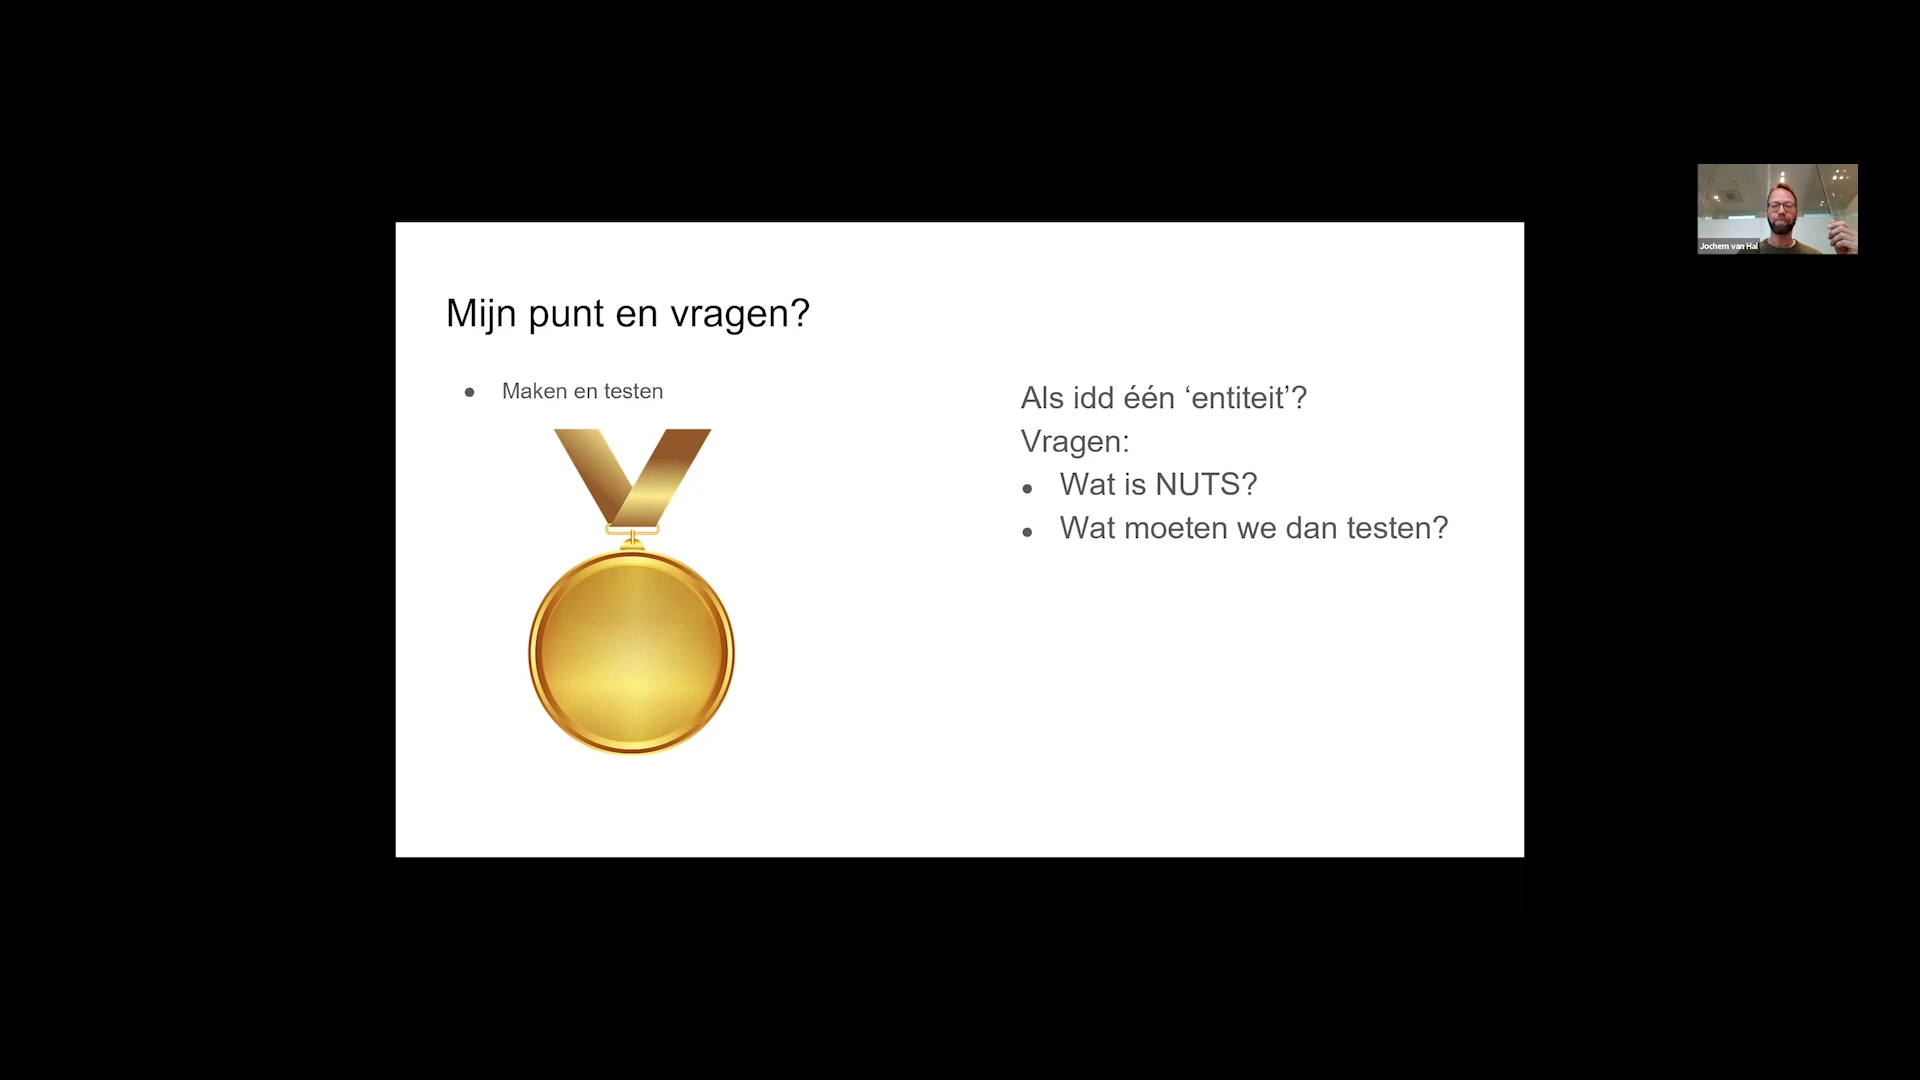 Mijn punt en vragen?
● Maken en testen
Als idd één ‘entiteit’?
Vragen:
● Wat is NUTS?
● Wat moeten we dan testen?
Jochem van Hal